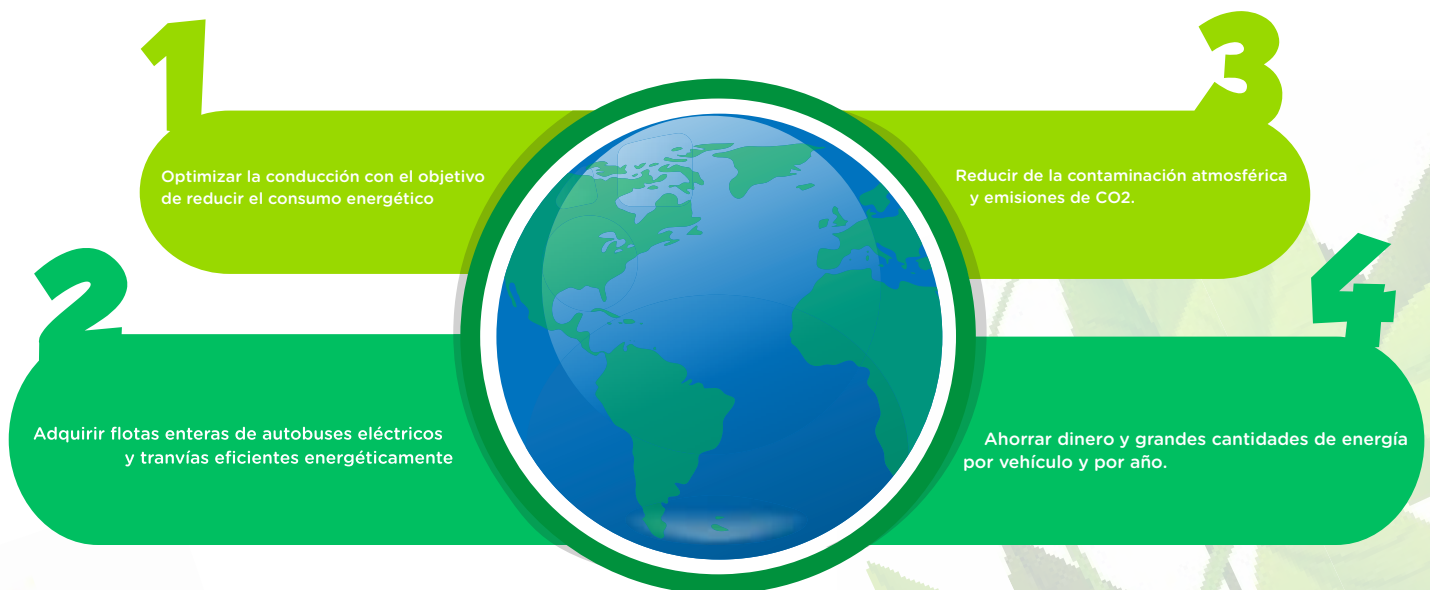 1
Optimizar la conducción con el objetivo
de reducir el consumo energético
2
Adquirir flotas enteras de autobuses eléctricos
y tranvías eficientes energéticamente
3
Reducir de la contaminación atmosférica
y emisiones de CO2.
4
Ahorrar dinero y grandes cantidades de energía
por vehículo y por año.